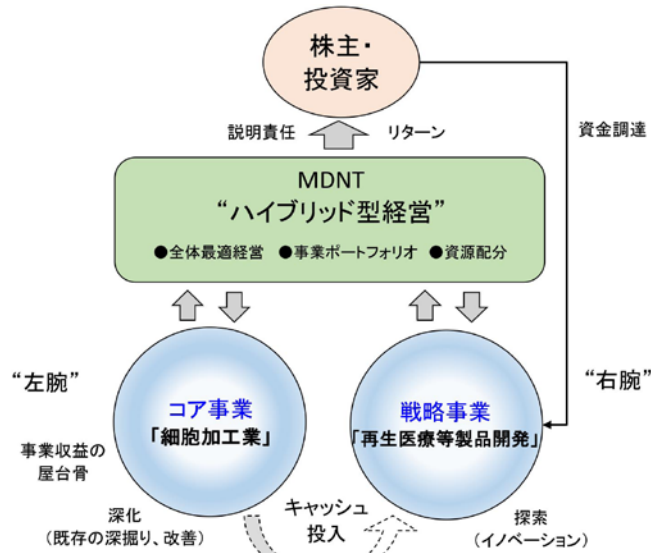 株主・
投資家
説明責任
リターン
資金調達
MDNT
“ハイブリッド型経営”
●全体最適経営 ●事業ポートフォリオ ●資源配分
“左腕”
“右腕”
コア事業
「細胞加工業」
戦略事業
「再生医療等製品開発」
事業収益の
屋台骨
深化
（既存の深掘り、改善）
キャッシュ
投入
探索
（イノベーション）